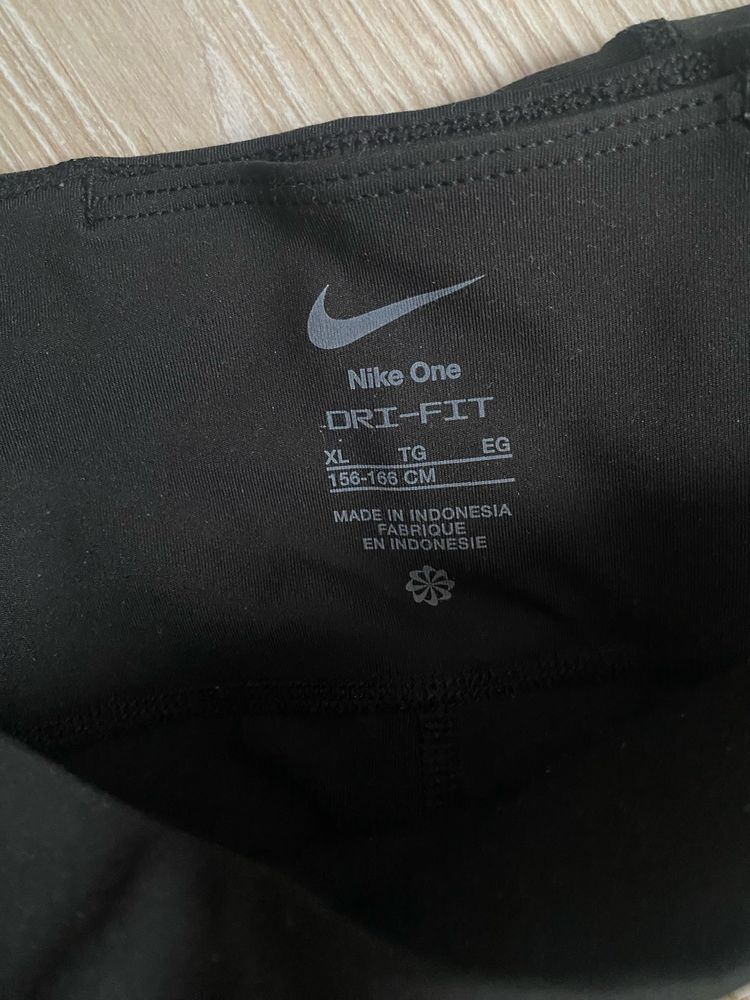 Nike One
DRI-FIT
XL TG EG
156-166 CM
MADE IN INDONESIA
FABRIQUE
EN INDONESIE